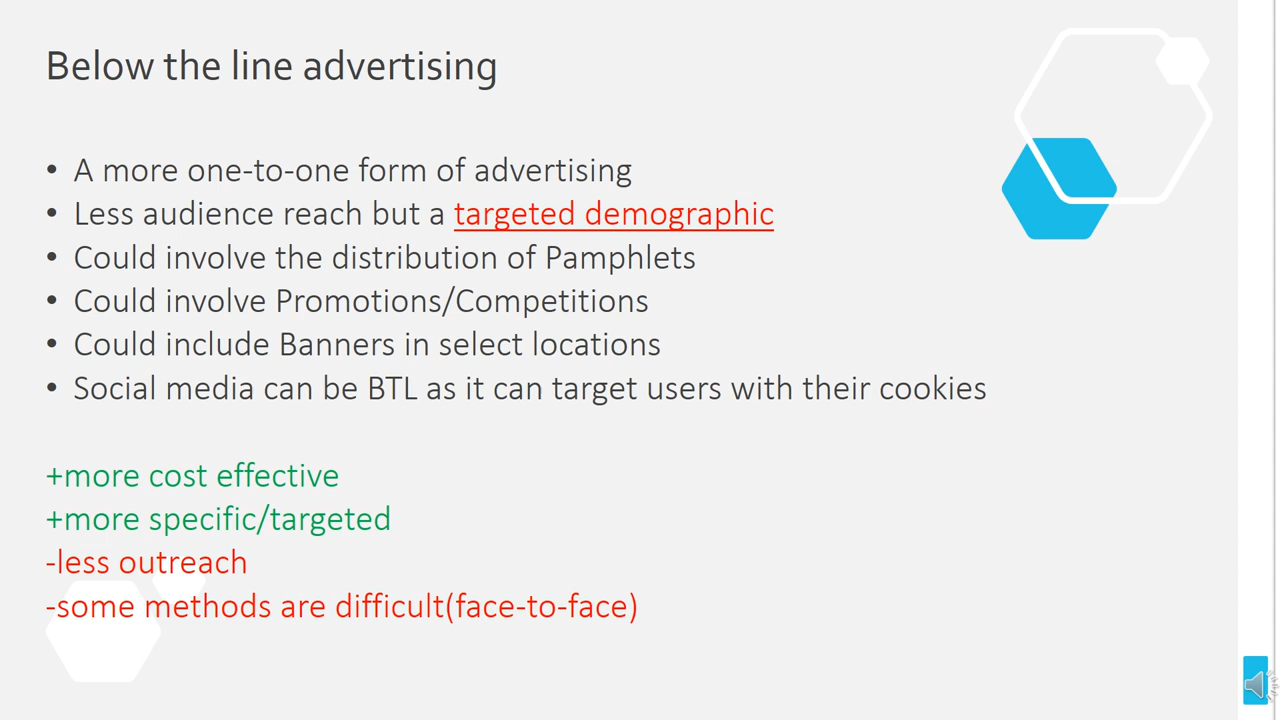 Below the line advertising
• A more one-to-one form of advertising
• Less audience reach but a targeted demographic
• Could involve the distribution of Pamphlets
• Could involve Promotions/Competitions
• Could include Banners in select locations
• Social media can be BTL as it can target users with their cookies
+more cost effective
+more specific/targeted
-less outreach
-some methods are difficult(face-to-face)